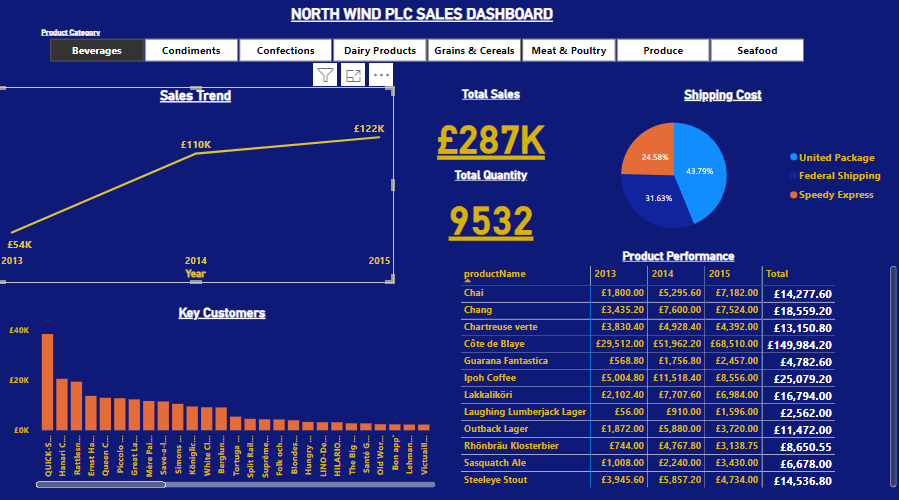 NORTH WIND PLC SALES DASHBOARD
Product Category
Beverages Condiments Confections Dairy Products Grains & Cereals Meat & Poultry Produce Seafood
Sales Trend
£54K £110K £122K
2013 2014 2015
Year
Total Sales
£287K
Total Quantity
9532
Shipping Cost
24.58% 43.79%
31.63%
United Package
Federal Shipping
Speedy Express
Key Customers
£40K
£20K
£0K
QUICK-S... Hanari C... Rattlesn... Ernst Ha... Queen C... Piccolo ... Great La... Mère Pai... Save-a-l... Simons ... Königlic... White Cl... Berglun... Tortuga ... Split Rail... Suprême... Folk och... Blondes... Hungry ... LINO-De... HILARIO... The Big ... Santé G... Old Wor... Bon app' Lehman... Victuaill...
Product Performance
productName 2013 2014 2015 Total
Chai £1,800.00 £5,295.60 £7,182.00 £14,277.60
Chang £3,435.20 £7,600.00 £7,524.00 £18,559.20
Chartreuse verte £3,830.40 £4,928.40 £4,392.00 £13,150.80
Côte de Blaye £29,512.00 £51,962.20 £68,510.00 £149,984.20
Guarana Fantastica £568.80 £1,756.80 £2,457.00 £4,782.60
Ipoh Coffee £5,004.80 £11,518.40 £8,556.00 £25,079.20
Lakkalikööri £2,102.40 £7,707.60 £6,984.00 £16,794.00
Laughing Lumberjack Lager £56.00 £910.00 £1,596.00 £2,562.00
Outback Lager £1,872.00 £5,880.00 £3,720.00 £11,472.00
Rhönbräu Klosterbier £744.00 £4,767.80 £3,138.75 £8,650.55
Sasquatch Ale £1,008.00 £2,240.00 £3,430.00 £6,678.00
Steeleye Stout £3,945.60 £5,857.20 £4,734.00 £14,536.80